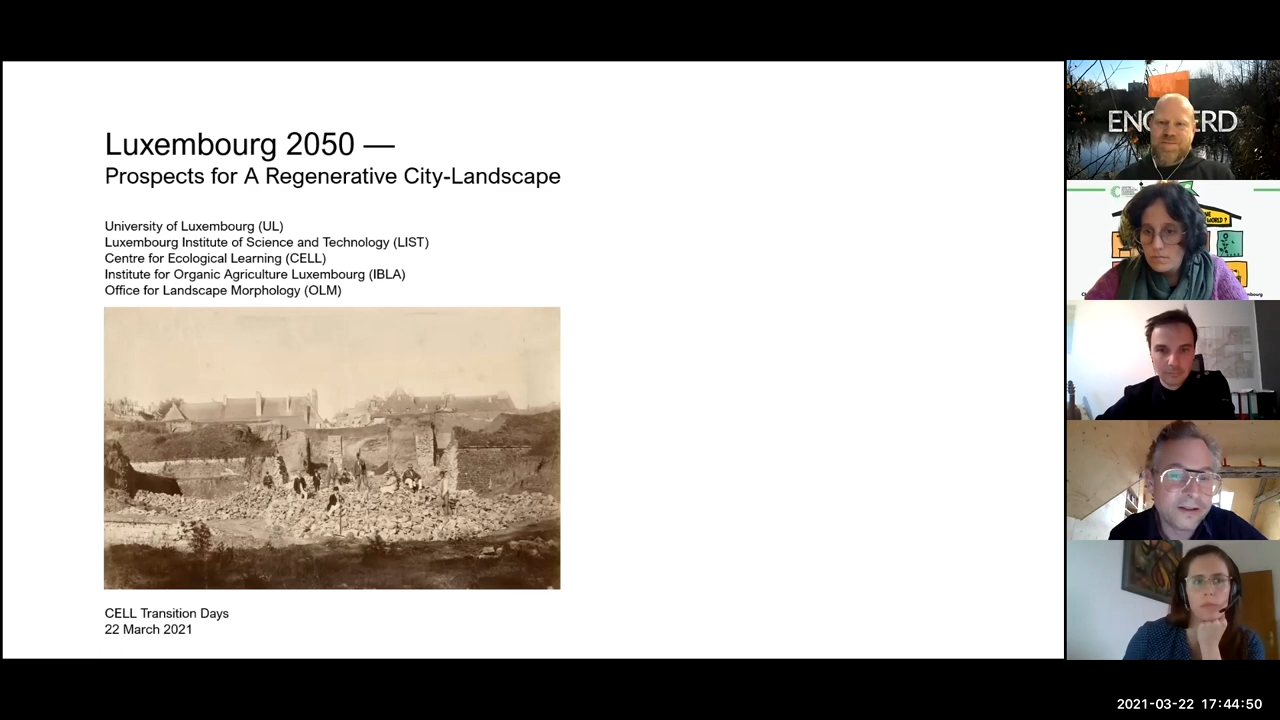 Luxembourg 2050 —
Prospects for A Regenerative City-Landscape
University of Luxembourg (UL)
Luxembourg Institute of Science and Technology (LIST)
Centre for Ecological Learning (CELL)
Institute for Organic Agriculture Luxembourg (IBLA)
Office for Landscape Morphology (OLM)
CELL Transition Days
22 March 2021
WORLD ?
2021-03-22 17:44:50